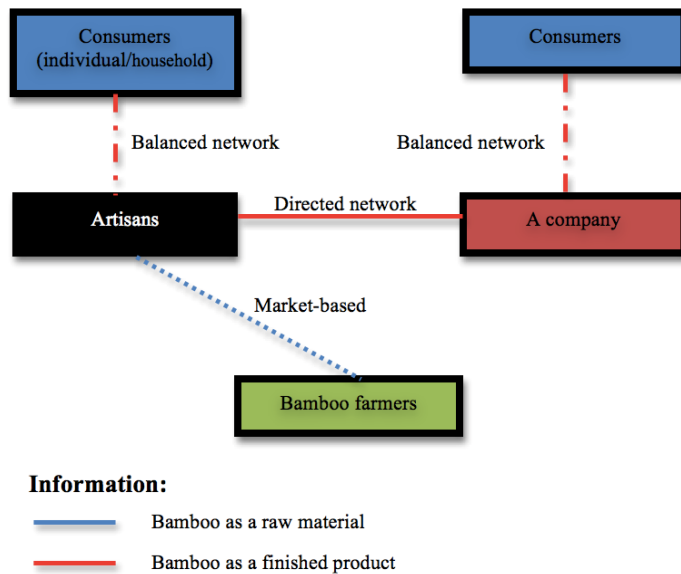 Consumers
(individual/household)
Consumers
Balanced network
Balanced network
Artisans
Directed network
A company
Market-based
Bamboo farmers
Information:
Bamboo as a raw material
Bamboo as a finished product